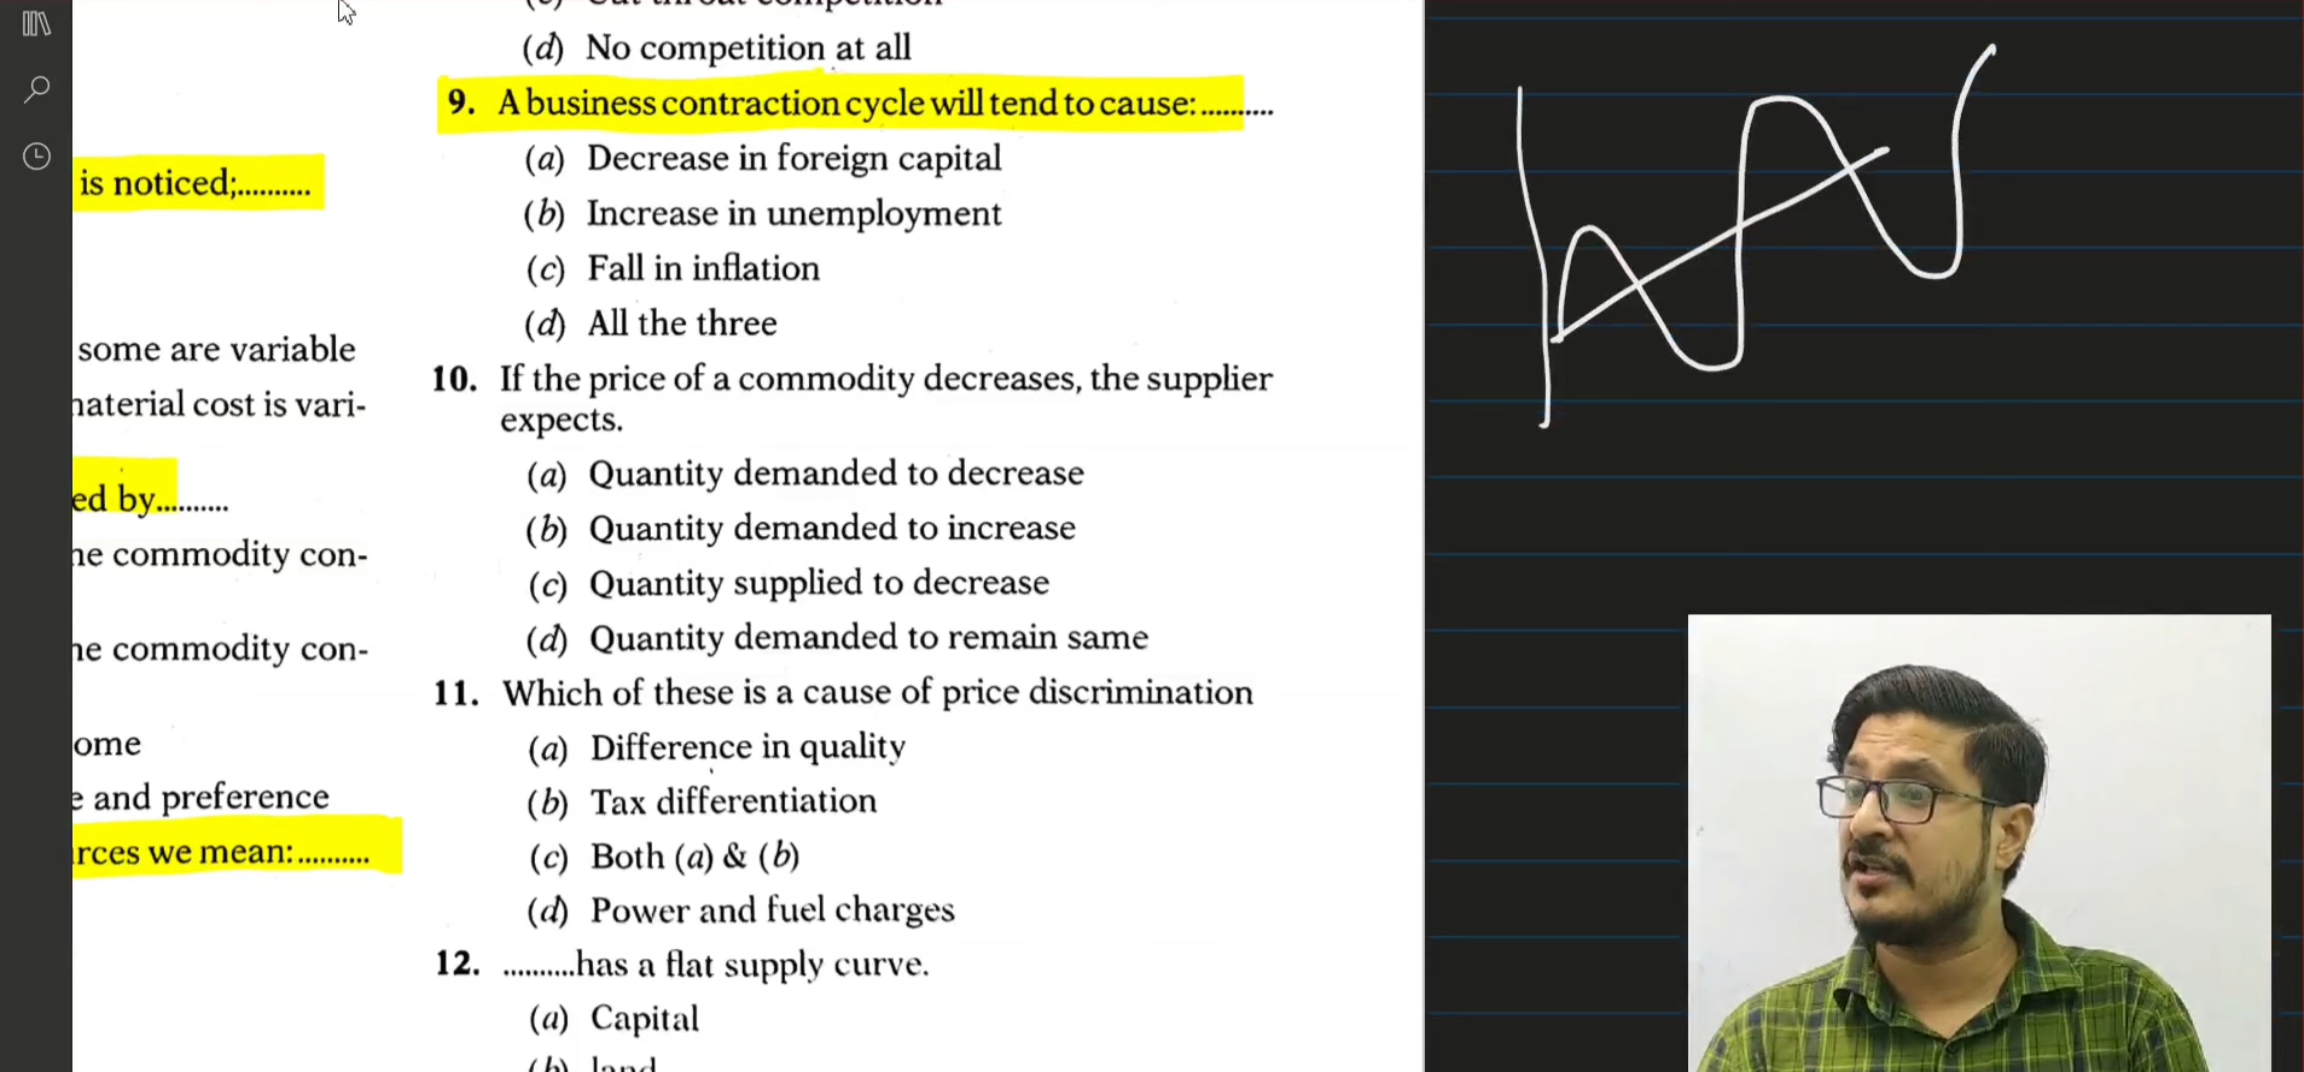 is noticed;..........
some are variable
material cost is vari-
ed by..........
he commodity con-
he commodity con-
ome
e and preference
rces we mean:..........
(d) No competition at all
9. A business contraction cycle will tend to cause:..........
(a) Decrease in foreign capital
(b) Increase in unemployment
(c) Fall in inflation
(d) All the three
10. If the price of a commodity decreases, the supplier
expects.
(a) Quantity demanded to decrease
(b) Quantity demanded to increase
(c) Quantity supplied to decrease
(d) Quantity demanded to remain same
11. Which of these is a cause of price discrimination
(a) Difference in quality
(b) Tax differentiation
(c) Both (a) & (b)
(d) Power and fuel charges
12. ..........has a flat supply curve.
(a) Capital
(b) land